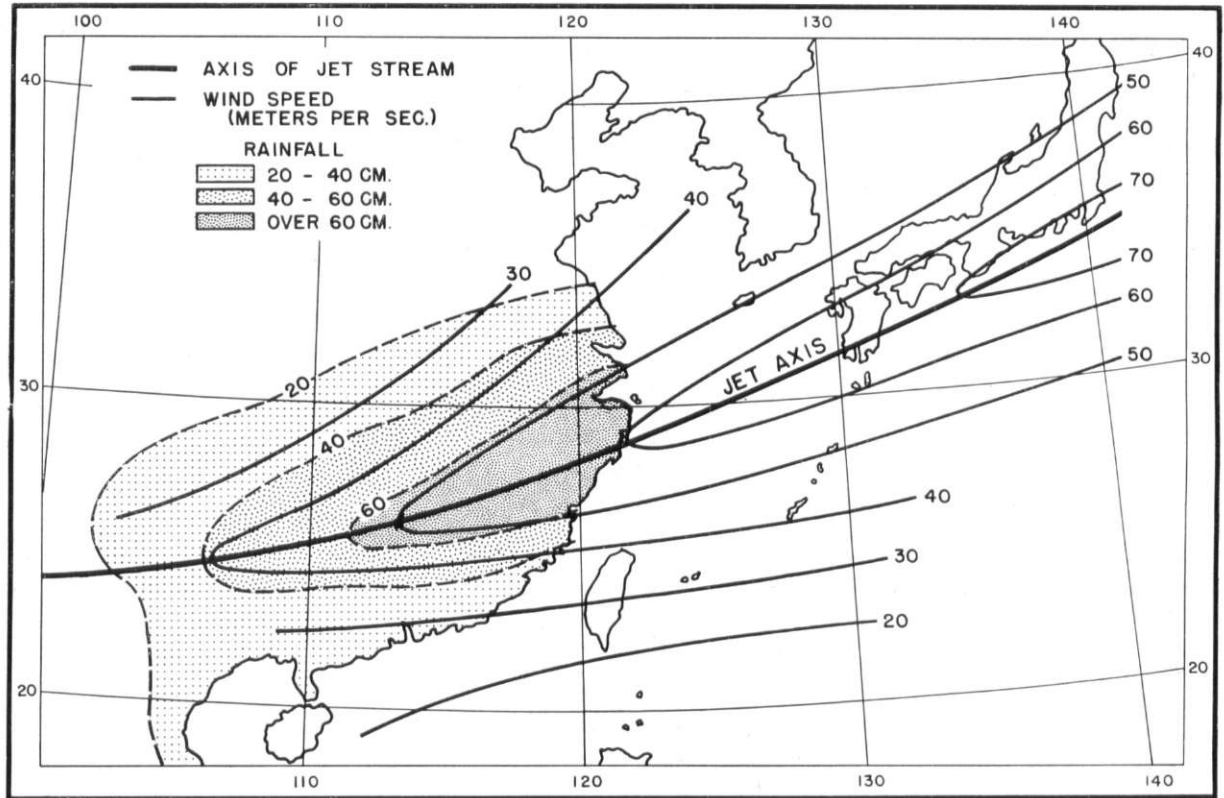 100 110 120 130 140
AXIS OF JET STREAM
WIND SPEED
(METERS PER SEC.)
RAINFALL
20 - 40 CM.
40 - 60 CM.
OVER 60 CM.
40
40
50
60
70
70
60
50
40
30
20
40
30
20
40
60
JET AXIS
30
30
20
20
110 120 130 140